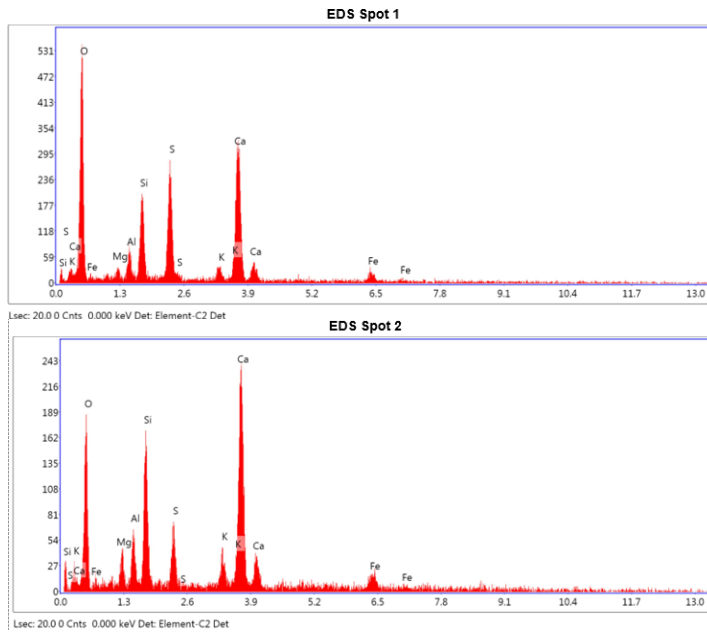 EDS Spot 1
531
472
413
354
295
236
177
118
59
0
O
S
Ca
Si
S
Ca
K
Si
Fe
Mg
Al
S
K
K
Ca
Fe
Fe
0.0 1.3 2.6 3.9 5.2 6.5 7.8 9.1 10.4 11.7 13.0
Lsec: 20.0 0 Cnts 0.000 keV Det: Element-C2 Det
EDS Spot 2
243
216
189
162
135
108
81
54
27
0
Ca
O
Si
S
Al
Mg
K
K
Si
K
S
Ca
Fe
S
Ca
Fe
Fe
0.0 1.3 2.6 3.9 5.2 6.5 7.8 9.1 10.4 11.7 13.0
Lsec: 20.0 0 Cnts 0.000 keV Det: Element-C2 Det